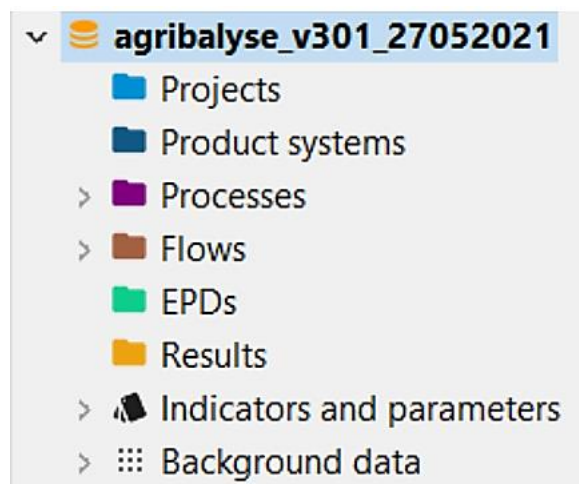 agribalyse_v301_27052021
Projects
Product systems
Processes
Flows
EPDs
Results
Indicators and parameters
Background data